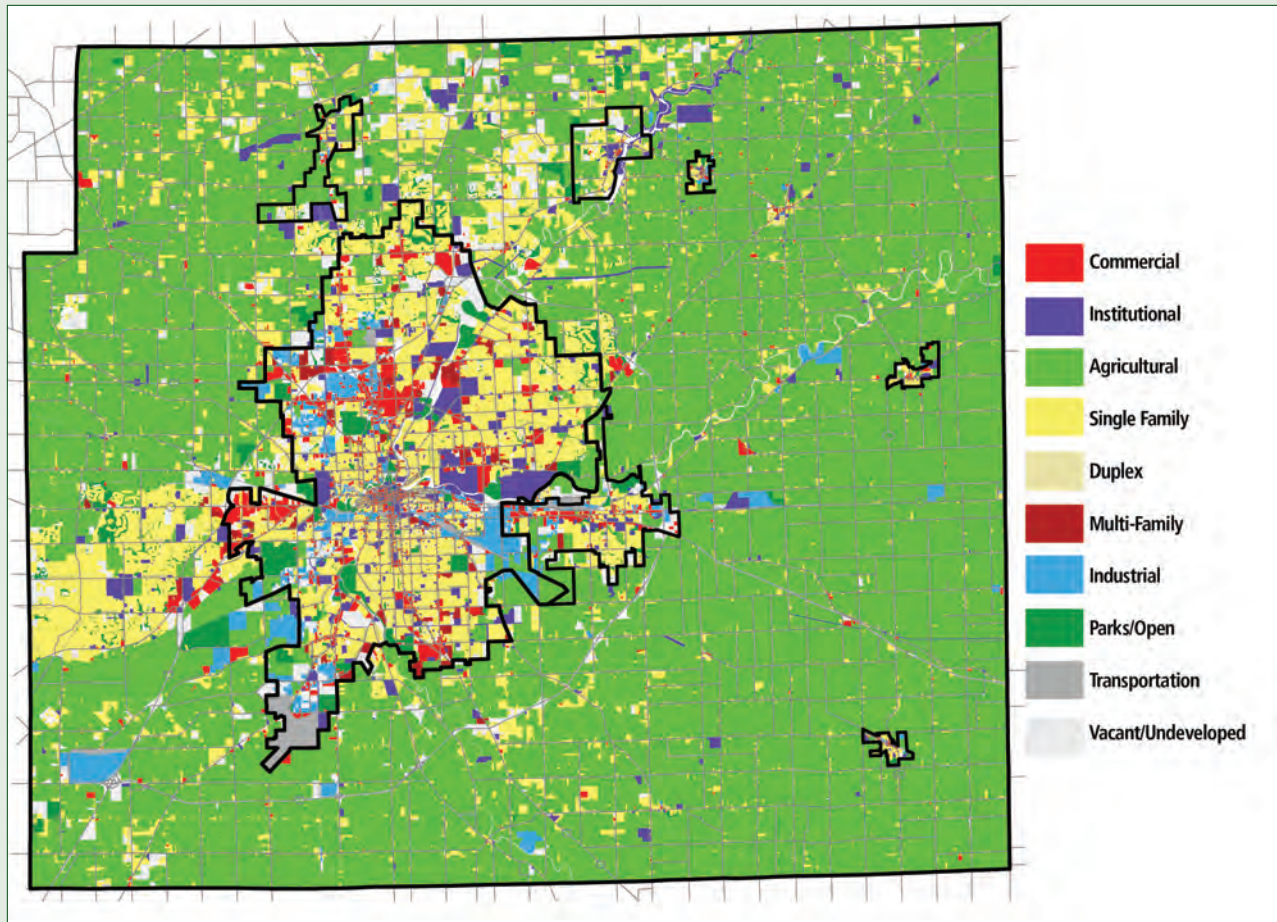 Commercial
Institutional
Agricultural
Single Family
Duplex
Multi-Family
Industrial
Parks/Open
Transportation
Vacant/Undeveloped